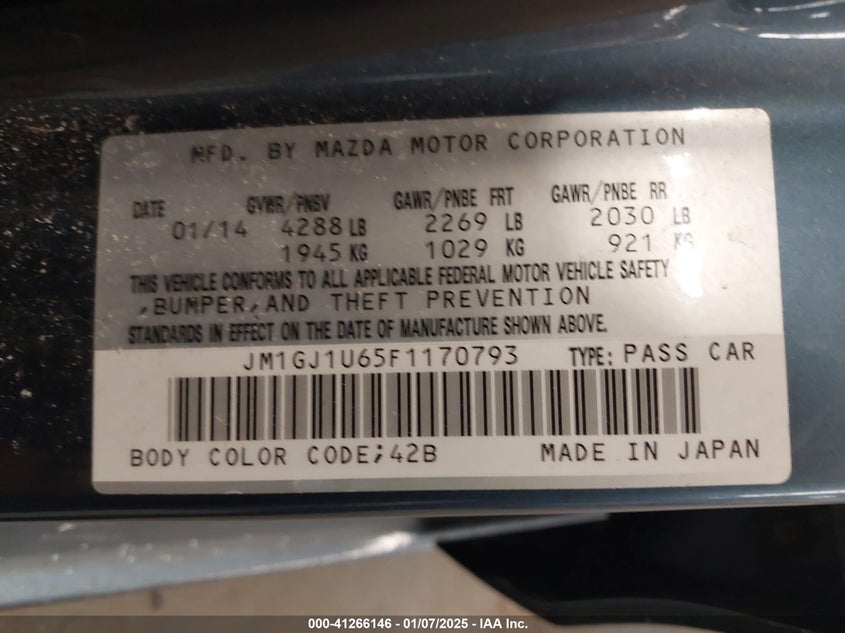 MFD. BY MAZDA MOTOR CORPORATION
DATE GVWR/PNBV GAWR/PNBE FRT GAWR/PNBE RR
01/14 4288 LB 2269 LB 2030 LB
1945 KG 1029 KG 921 KG
THIS VEHICLE CONFORMS TO ALL APPLICABLE FEDERAL MOTOR VEHICLE SAFETY
,BUMPER,AND THEFT PREVENTION
STANDARDS IN EFFECT ON THE DATE OF MANUFACTURE SHOWN ABOVE.
JM1GJ1U65F1170793 TYPE: PASS CAR
BODY COLOR CODE;42B MADE IN JAPAN
000-41266146 - 01/07/2025 - IAA Inc.